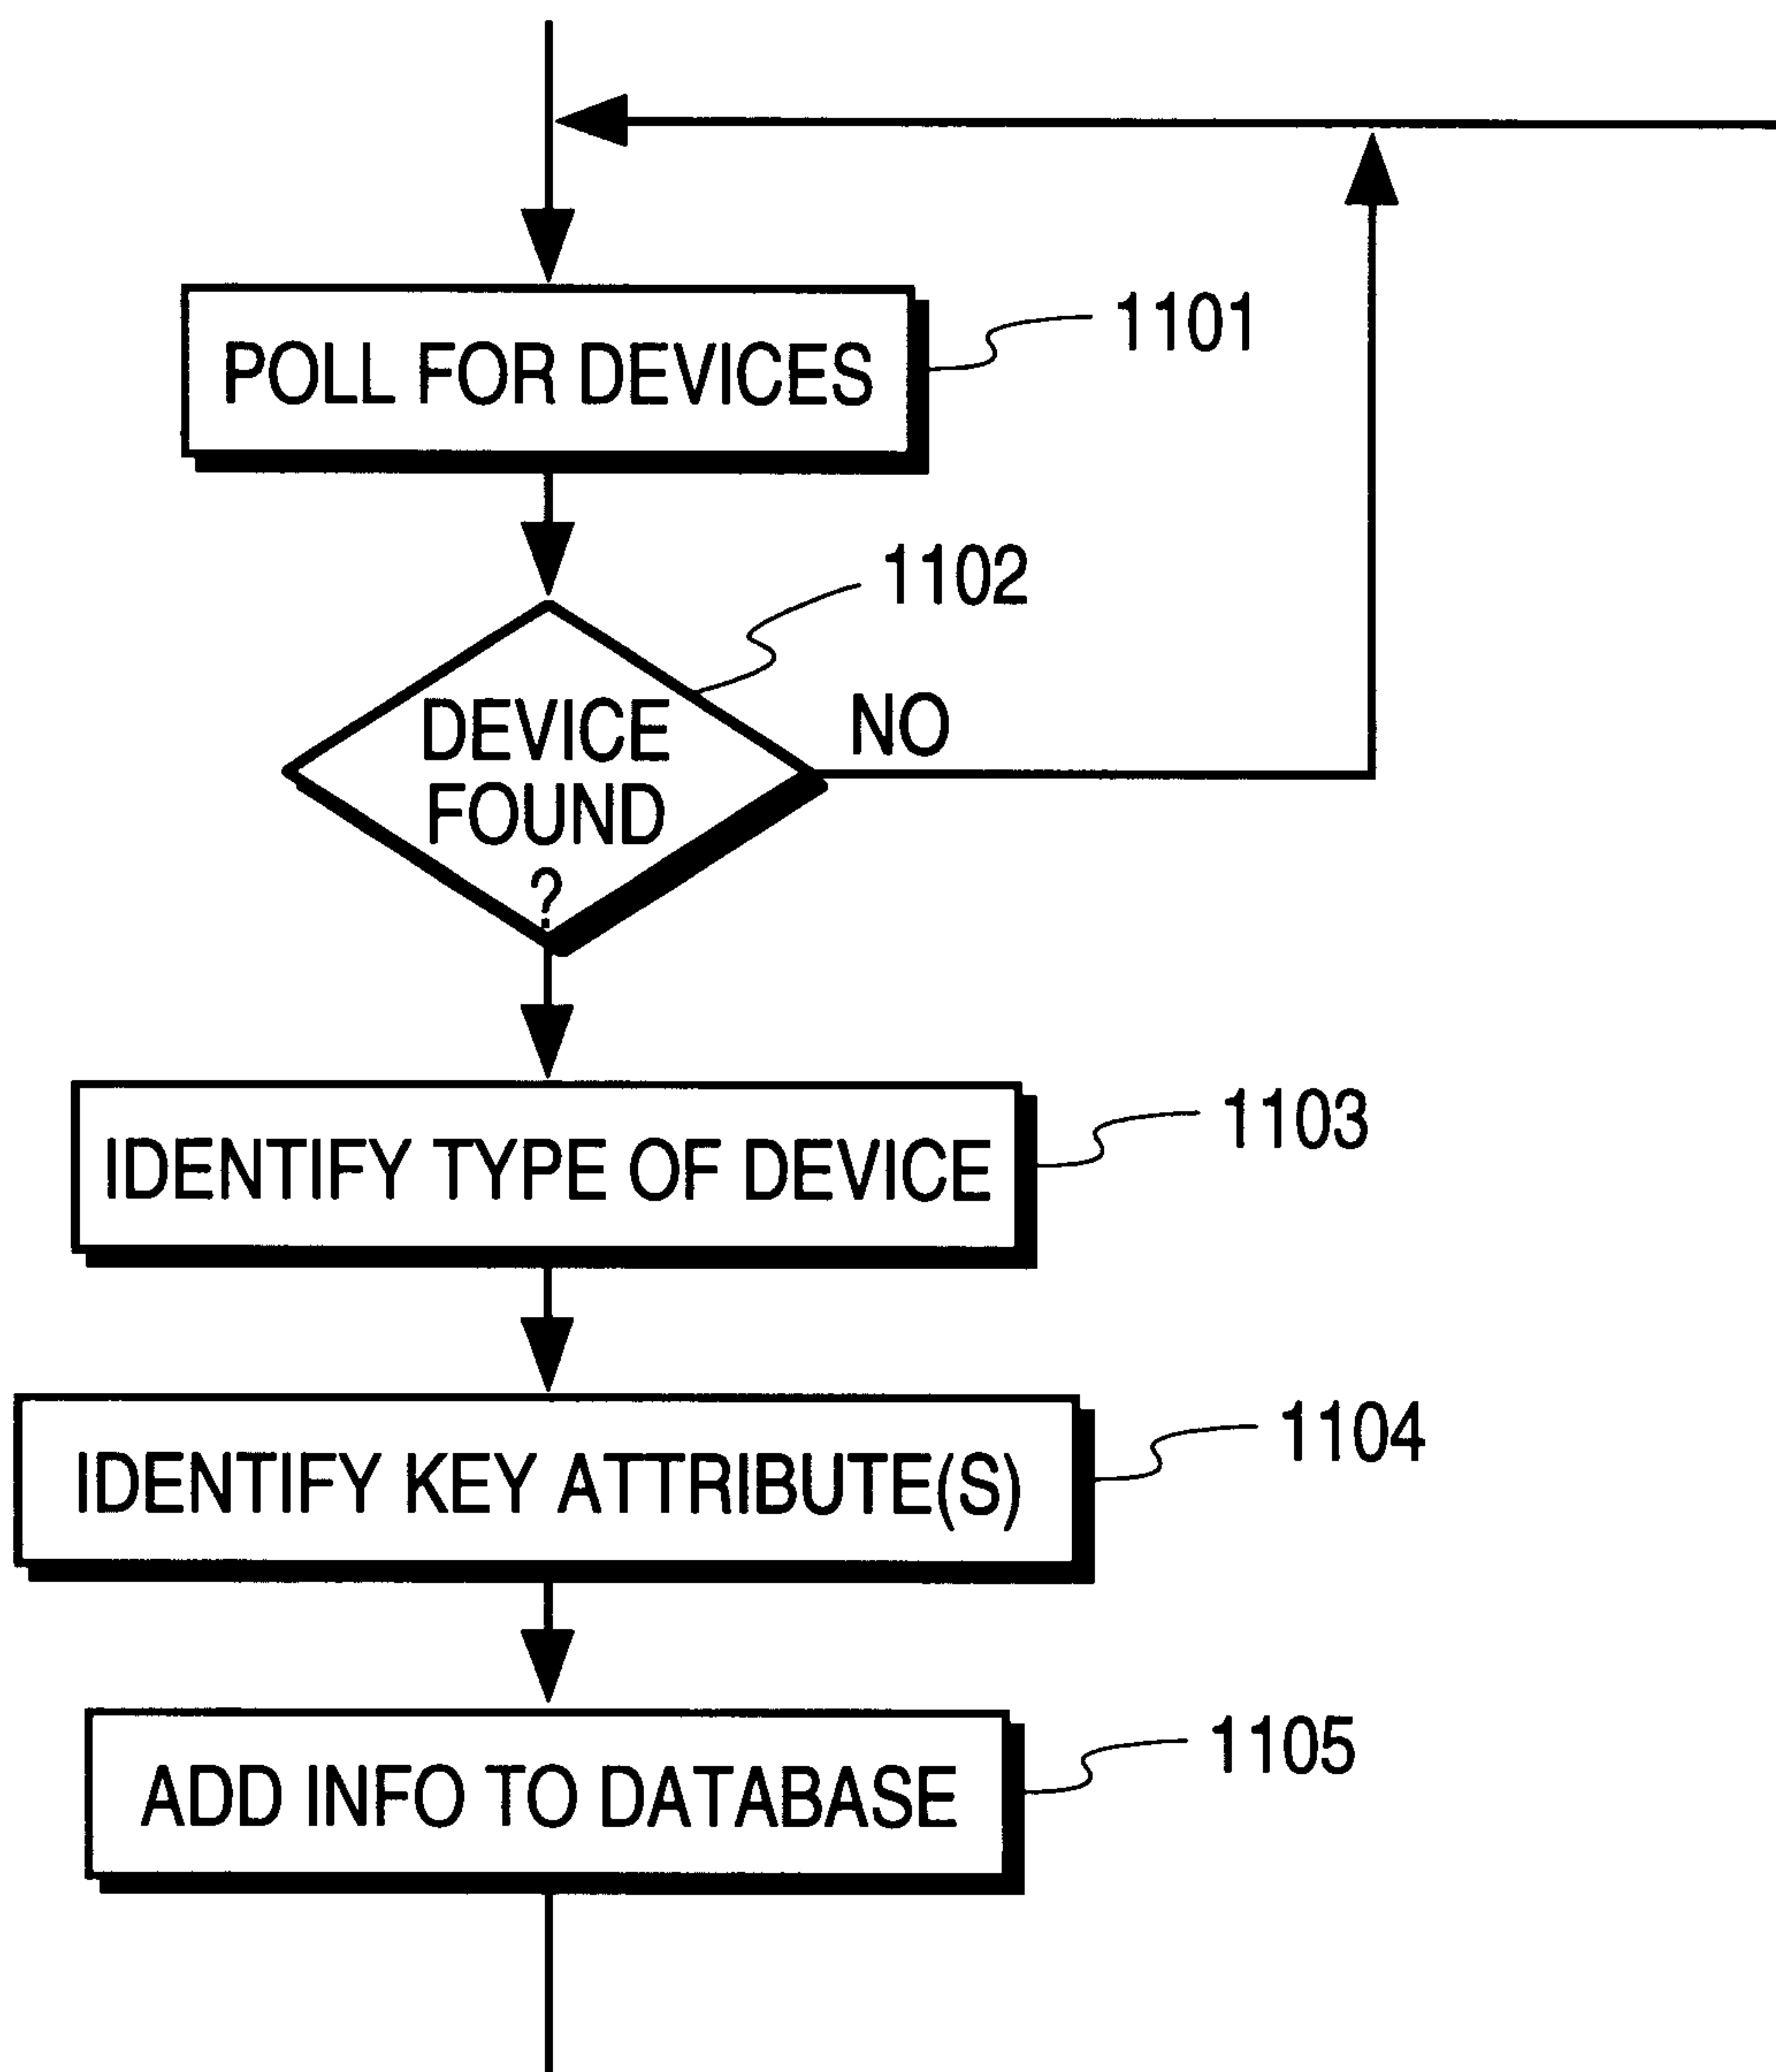 POLL FOR DEVICES
1101
1102
DEVICE
FOUND
?
NO
IDENTIFY TYPE OF DEVICE
1103
IDENTIFY KEY ATTRIBUTE(S)
1104
ADD INFO TO DATABASE
1105